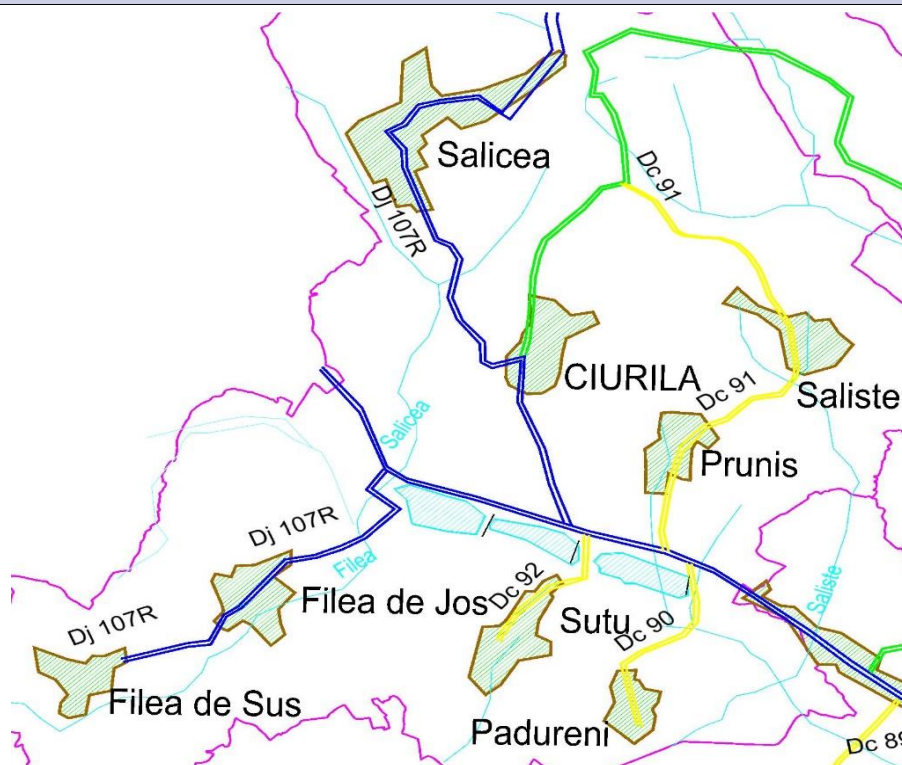 Salicea
Dc 91
Dj 107R
CIURILA
Saliste
Dc 91
Salicea
Prunis
Dj 107R
Filea
Filea de Jos
Dc 92
Sutu
Saliste
Dj 107R
Dc 90
Filea de Sus
Padureni
Dc 89